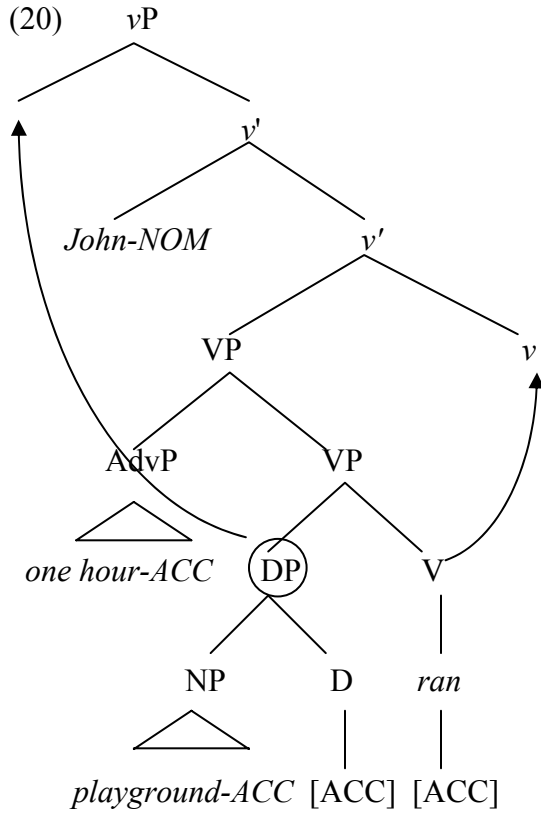 (20) vP
v'
John-NOM v'
VP v
AdvP VP
one hour-ACC DP V
NP D ran
playground-ACC [ACC] [ACC]